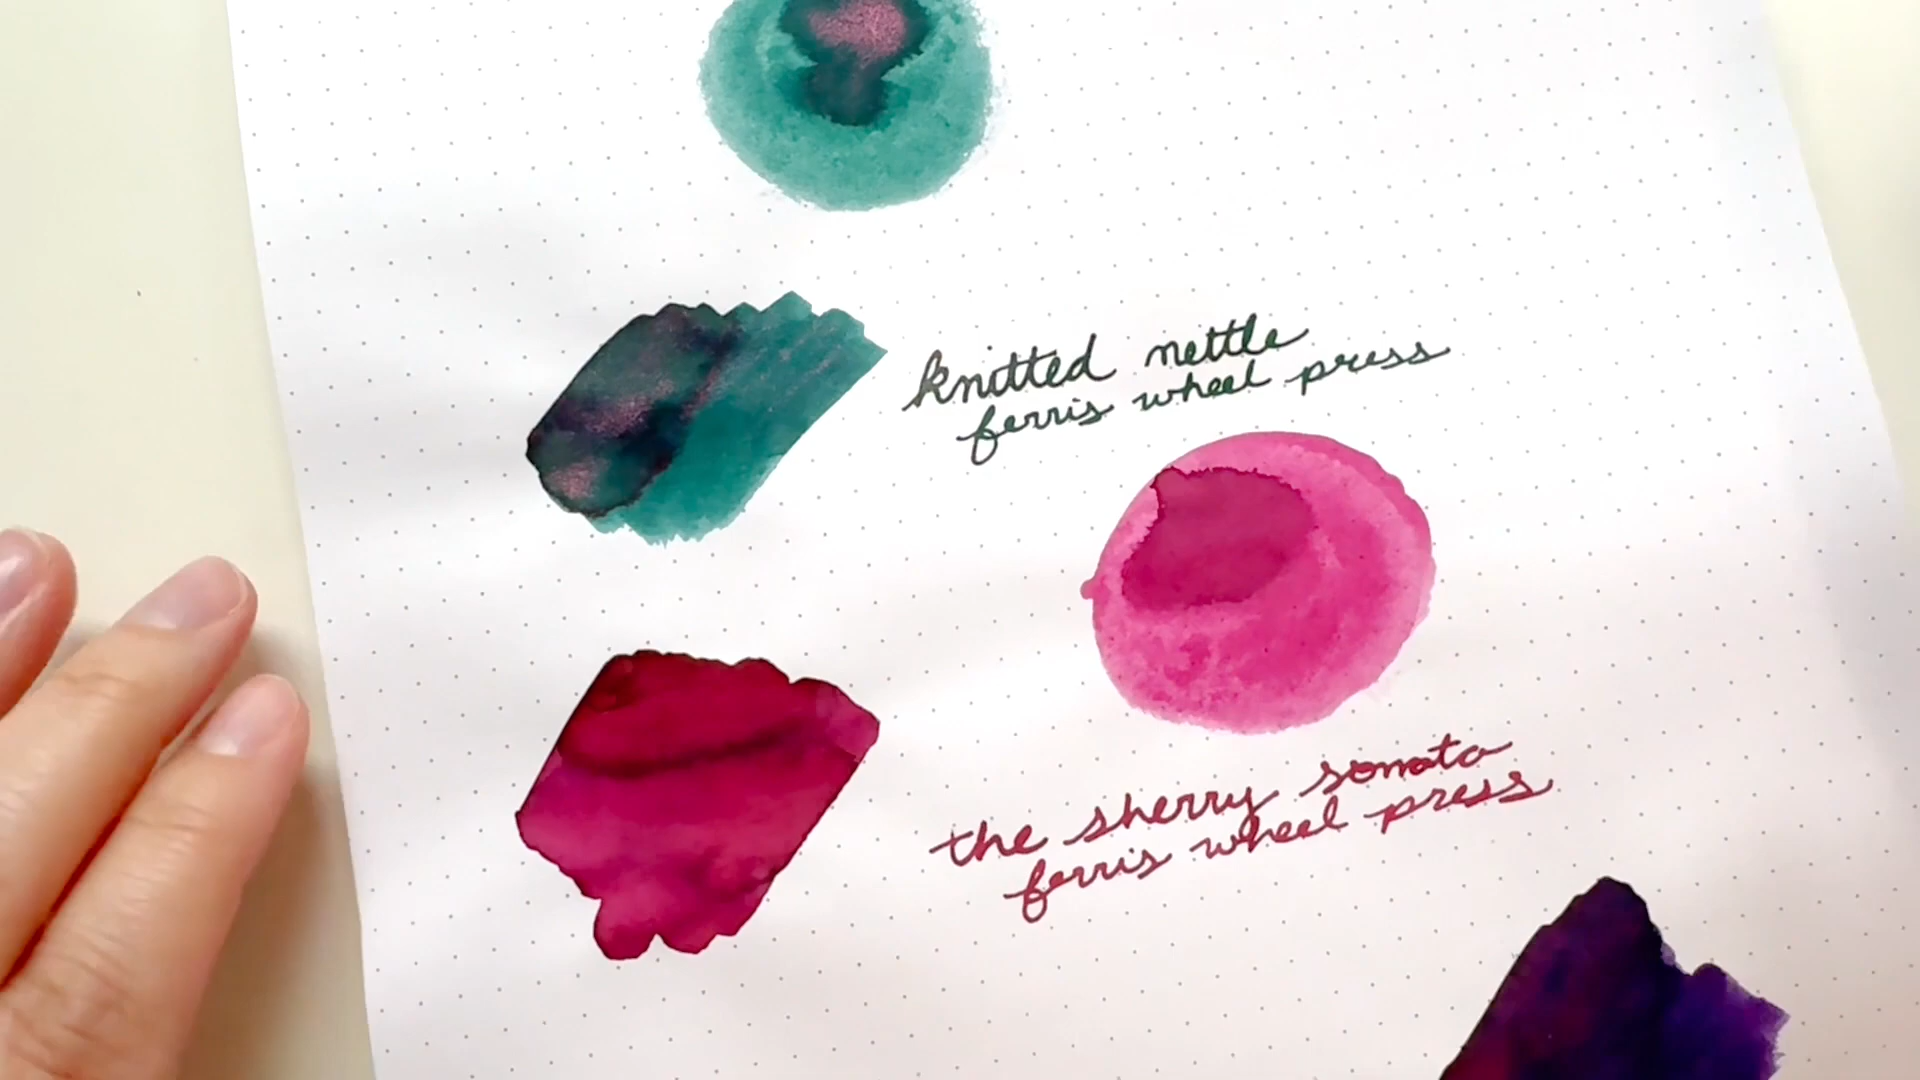 knitted nettle
ferris wheel press
the sherry sonata
ferris wheel press